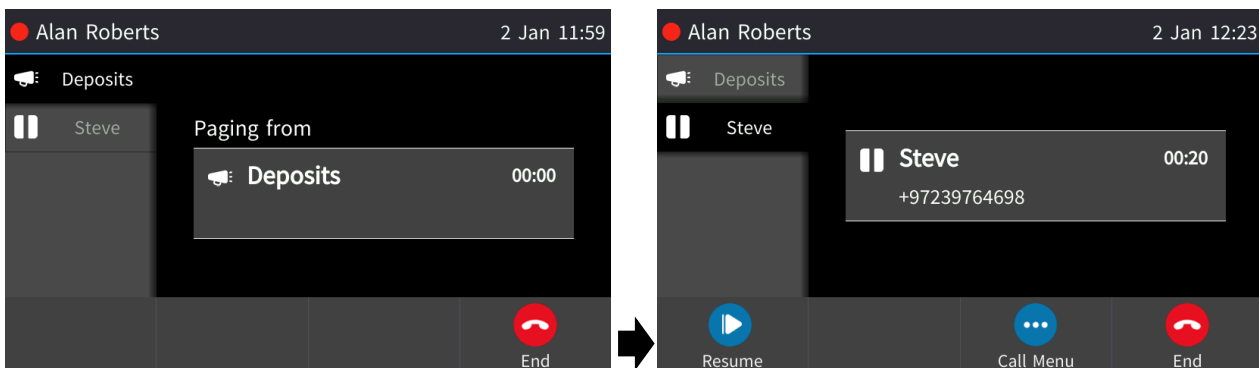 Alan Roberts 2 Jan 11:59
Deposits
Steve
Paging from
Deposits 00:00
End
Alan Roberts 2 Jan 12:23
Deposits
Steve
Steve 00:20
+97239764698
Resume Call Menu End